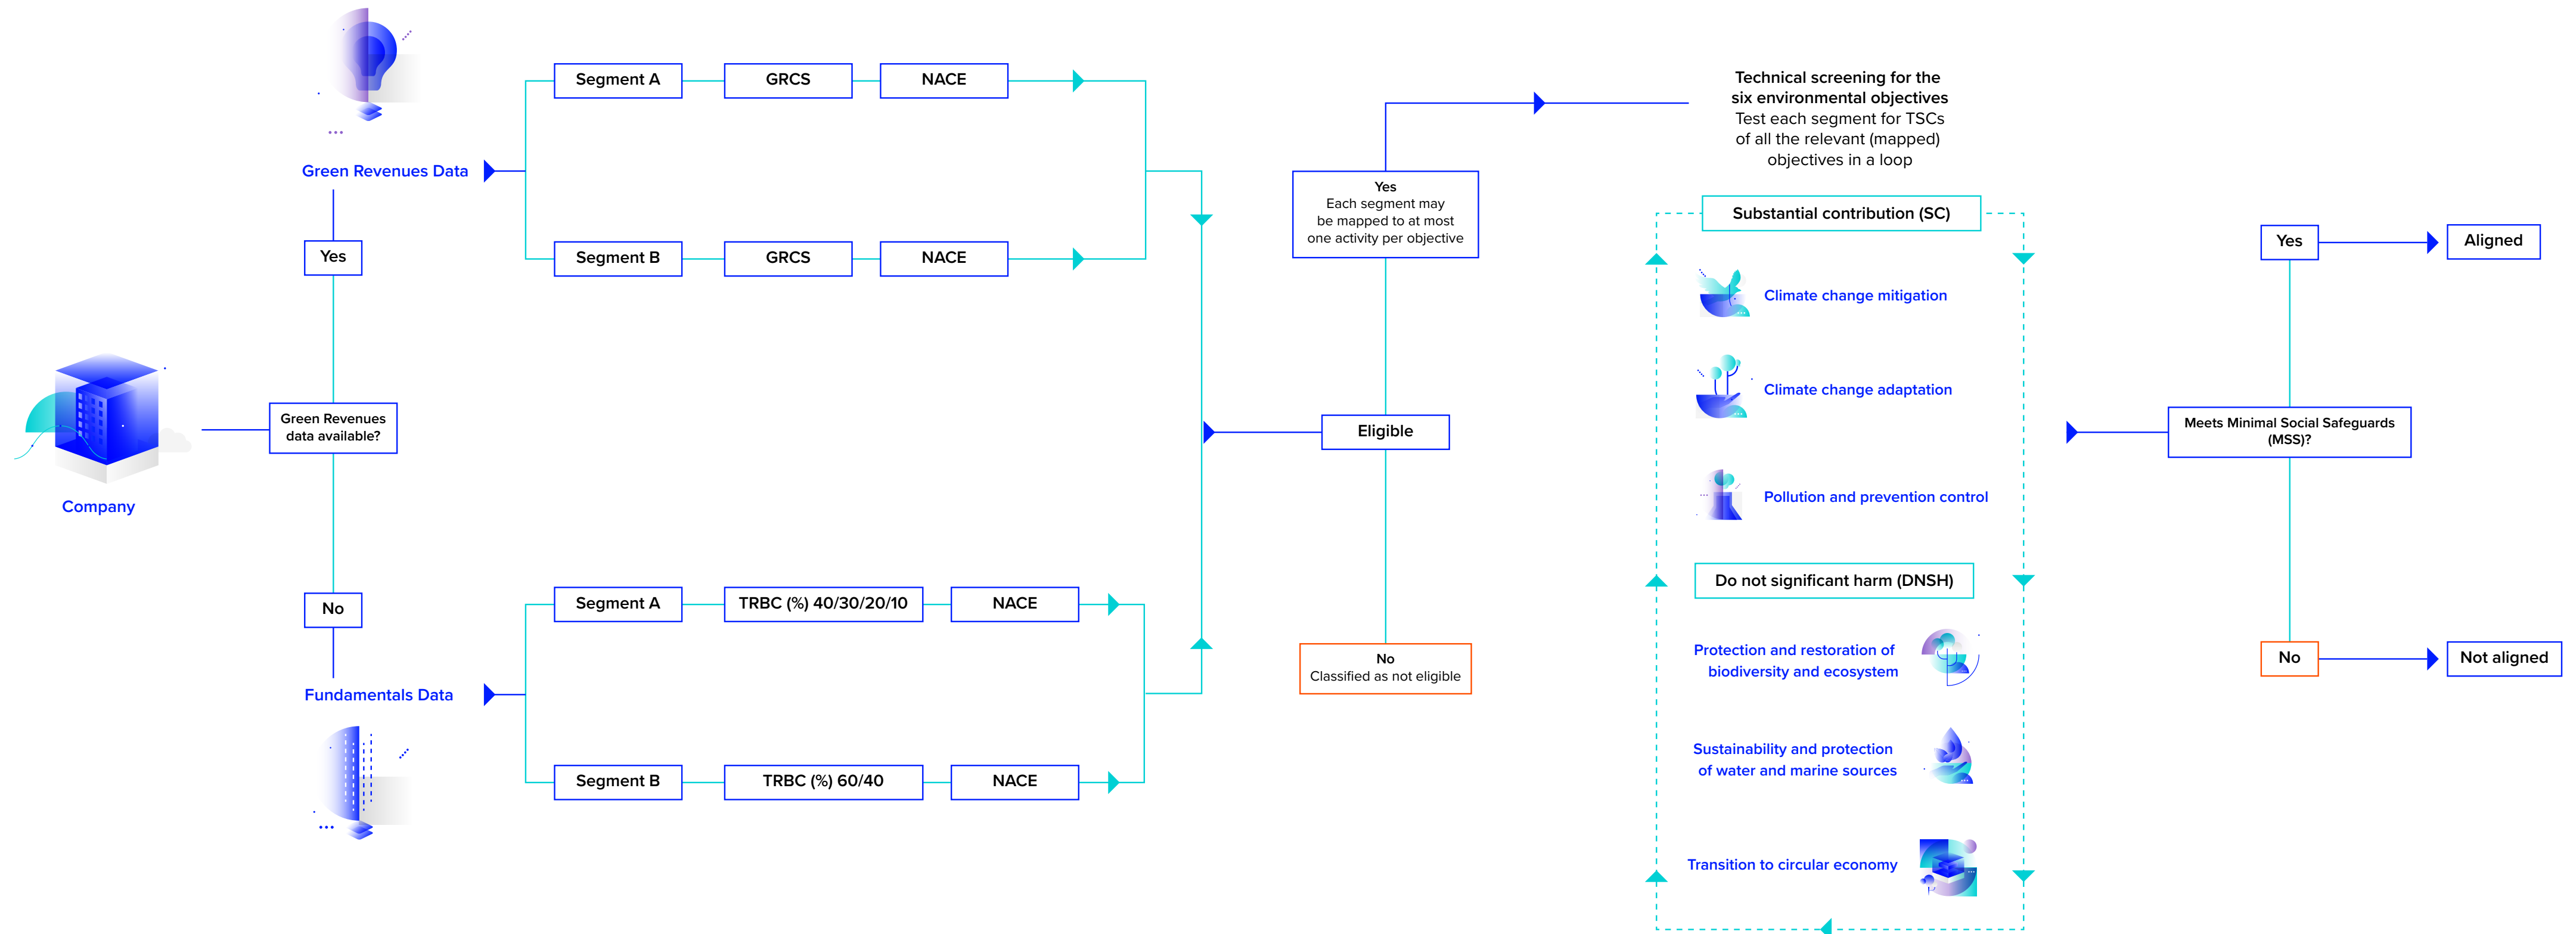 Company
Green Revenues
data available?
Yes
Green Revenues Data
Segment A
GRCS
NACE
Segment B
GRCS
NACE
No
Fundamentals Data
Segment A
TRBC (%) 40/30/20/10
NACE
Segment B
TRBC (%) 60/40
NACE
Eligible
Yes
Each segment may
be mapped to at most
one activity per objective
No
Classified as not eligible
Technical screening for the
six environmental objectives
Test each segment for TSCs
of all the relevant (mapped)
objectives in a loop
Substantial contribution (SC)
Climate change mitigation
Climate change adaptation
Pollution and prevention control
Do not significant harm (DNSH)
Protection and restoration of
biodiversity and ecosystem
Sustainability and protection
of water and marine sources
Transition to circular economy
Meets Minimal Social Safeguards
(MSS)?
Yes
Aligned
No
Not aligned